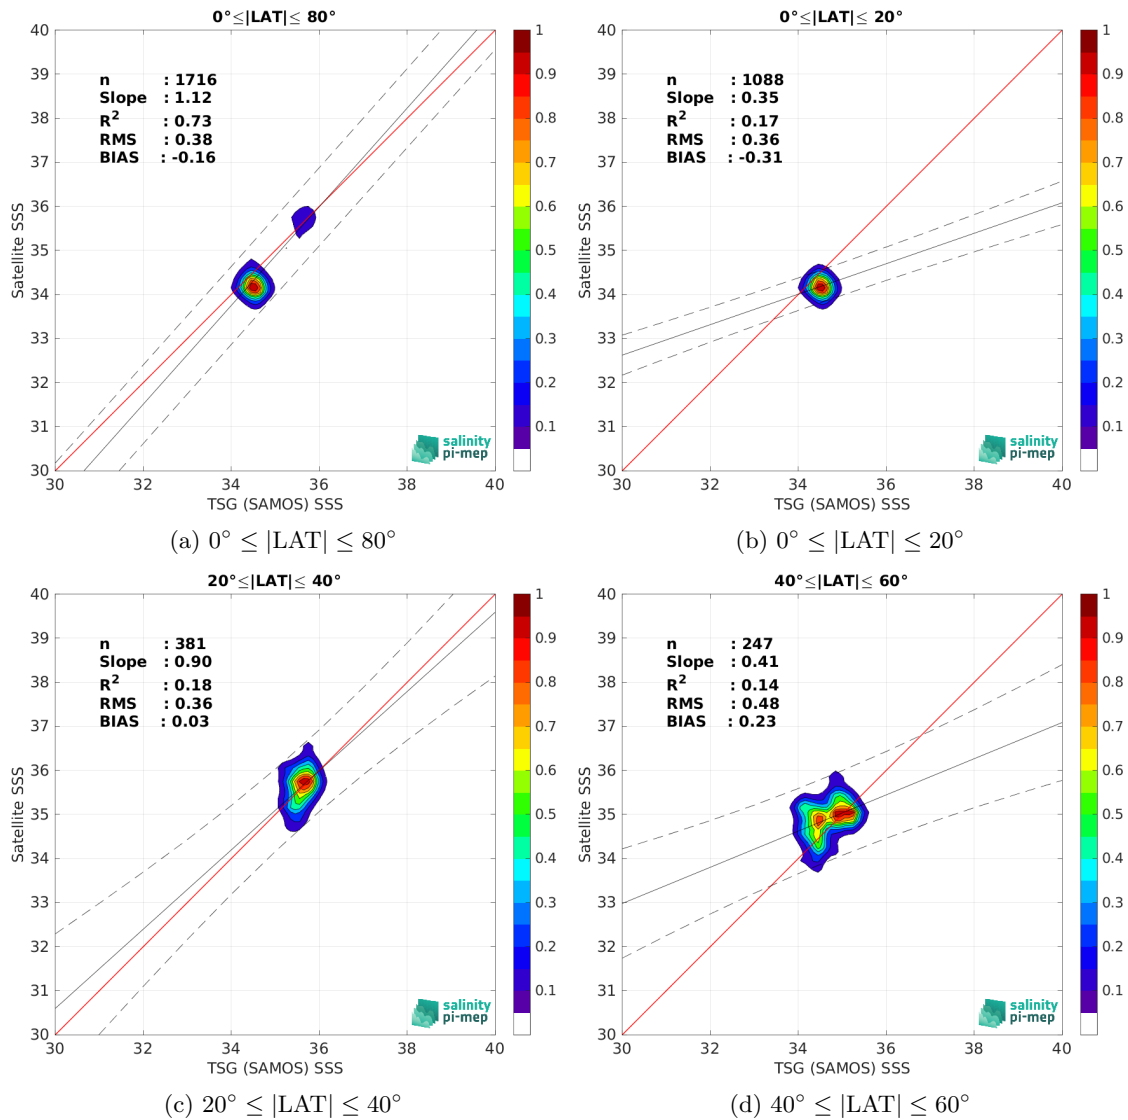 0°≤|LAT|≤ 80°
40
39
38
37
36
35
34
33
32
31
30
Satellite SSS
n : 1716
Slope : 1.12
R² : 0.73
RMS : 0.38
BIAS : -0.16
salinity
pi-mep
30 32 34 36 38 40
TSG (SAMOS) SSS
1
0.9
0.8
0.7
0.6
0.5
0.4
0.3
0.2
0.1
(a) 0° ≤ |LAT| ≤ 80°
0°≤|LAT|≤ 20°
40
39
38
37
36
35
34
33
32
31
30
Satellite SSS
n : 1088
Slope : 0.35
R² : 0.17
RMS : 0.36
BIAS : -0.31
salinity
pi-mep
30 32 34 36 38 40
TSG (SAMOS) SSS
1
0.9
0.8
0.7
0.6
0.5
0.4
0.3
0.2
0.1
(b) 0° ≤ |LAT| ≤ 20°
20°≤|LAT|≤ 40°
40
39
38
37
36
35
34
33
32
31
30
Satellite SSS
n : 381
Slope : 0.90
R² : 0.18
RMS : 0.36
BIAS : 0.03
salinity
pi-mep
30 32 34 36 38 40
TSG (SAMOS) SSS
1
0.9
0.8
0.7
0.6
0.5
0.4
0.3
0.2
0.1
(c) 20° ≤ |LAT| ≤ 40°
40°≤|LAT|≤ 60°
40
39
38
37
36
35
34
33
32
31
30
Satellite SSS
n : 247
Slope : 0.41
R² : 0.14
RMS : 0.48
BIAS : 0.23
salinity
pi-mep
30 32 34 36 38 40
TSG (SAMOS) SSS
1
0.9
0.8
0.7
0.6
0.5
0.4
0.3
0.2
0.1
(d) 40° ≤ |LAT| ≤ 60°